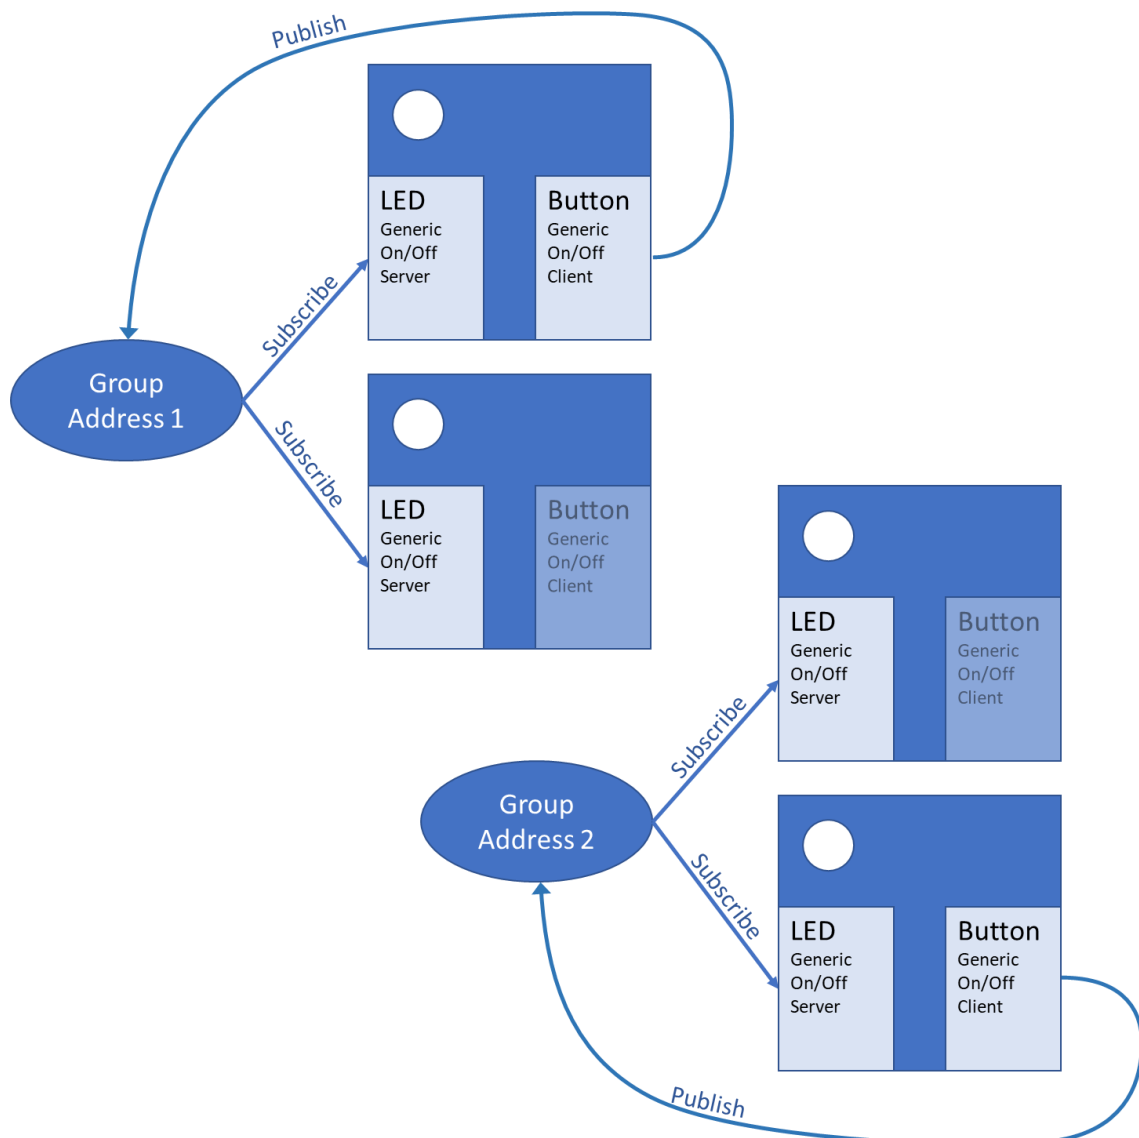 Publish
LED
Generic
On/Off
Server
Button
Generic
On/Off
Client
Subscribe
Group
Address 1
Subscribe
LED
Generic
On/Off
Server
Button
Generic
On/Off
Client
LED
Generic
On/Off
Server
Button
Generic
On/Off
Client
Subscribe
Group
Address 2
Subscribe
LED
Generic
On/Off
Server
Button
Generic
On/Off
Client
Publish